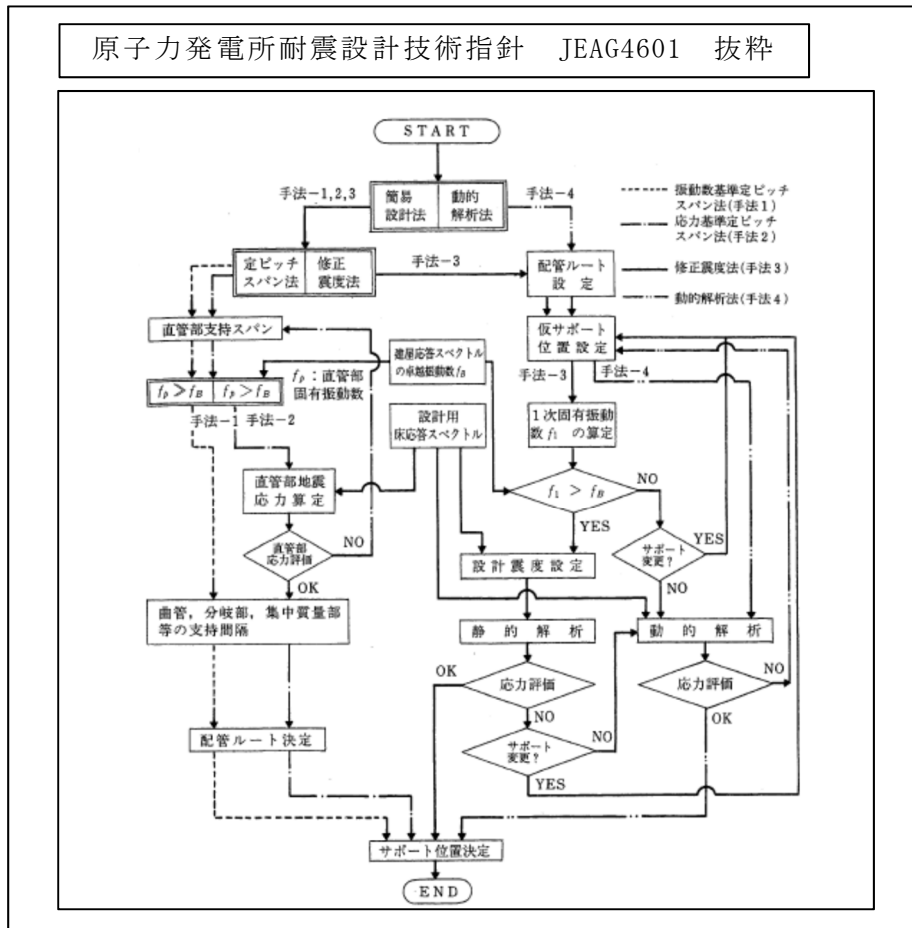 原子力発電所耐震設計技術指針　JEAG4601　抜粋
START
手法-1,2,3
簡易
設計法
動的
解析法
手法-4
振動数基準定ピッチ
スパン法(手法1)
応力基準定ピッチ
スパン法(手法2)
修正震度法(手法3)
動的解析法(手法4)
定ピッチ
スパン法
修正
震度法
手法-3
配管ルート
設定
直管部支持スパン
建屋応答スペクトル
の卓越振動数fB
仮サポート
位置設定
fp≫fB
fp>fB
fp：直管部
固有振動数
手法-3
手法-4
手法-1
手法-2
設計用
床応答スペクトル
1次固有振動
数f1 の算定
直管部地震
応力算定
f1 > fB
NO
YES
直管部
応力評価
NO
OK
設計震度設定
サポート
変更?
YES
NO
曲管，分岐部，集中質量部
等の支持間隔
静的解析
動的解析
OK
応力評価
応力評価
NO
NO
OK
配管ルート決定
サポート
変更?
NO
YES
サポート位置決定
END